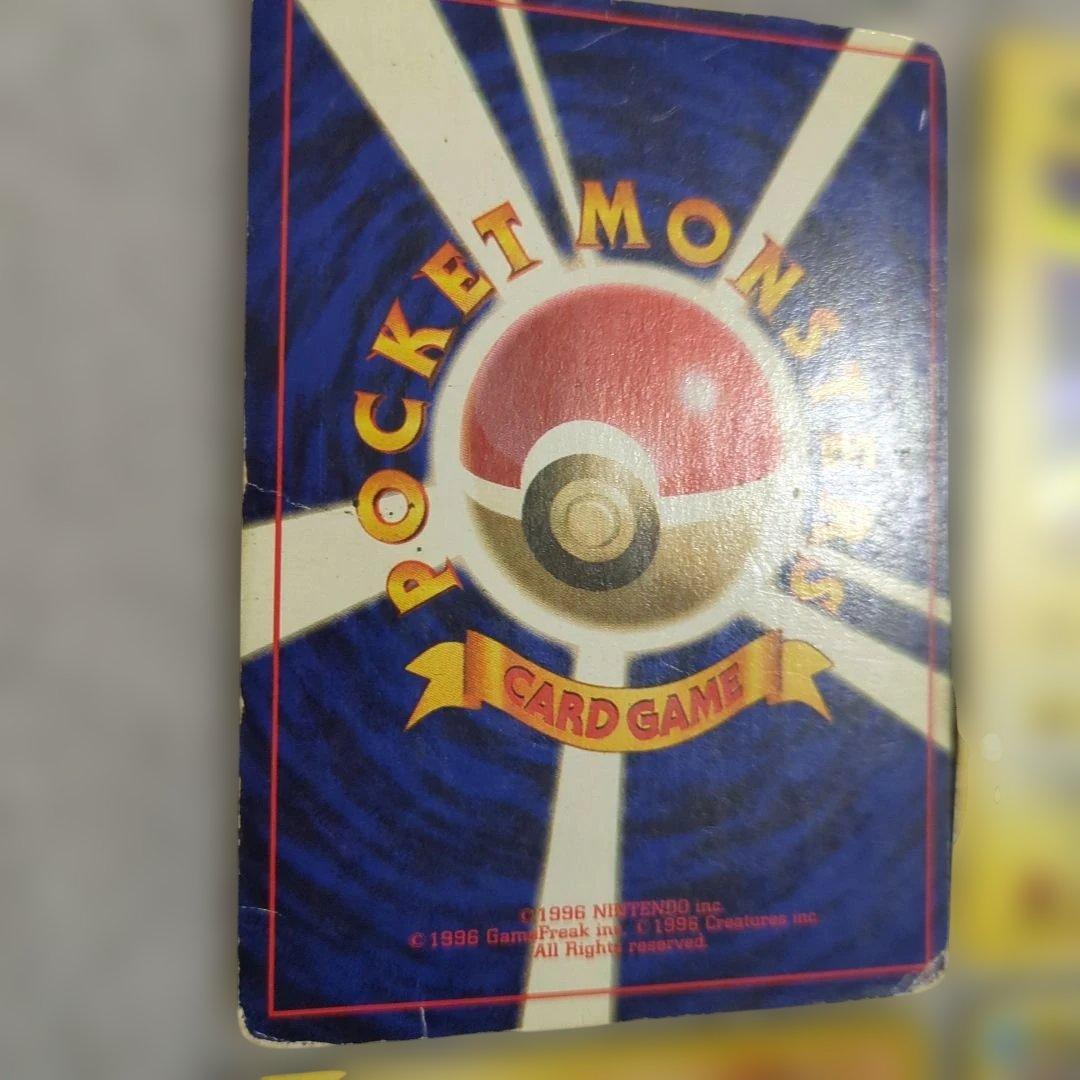 POCKET MONSTERS
CARD GAME
©1996 NINTENDO inc.
©1996 GameFreak inc. ©1996 Creatures inc.
All Rights reserved.